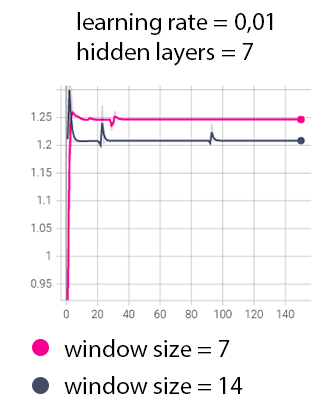 learning rate = 0,01
hidden layers = 7
1.25
1.2
1.15
1.1
1.05
1
0.95
0 20 40 60 80 100 120 140
window size = 7
window size = 14